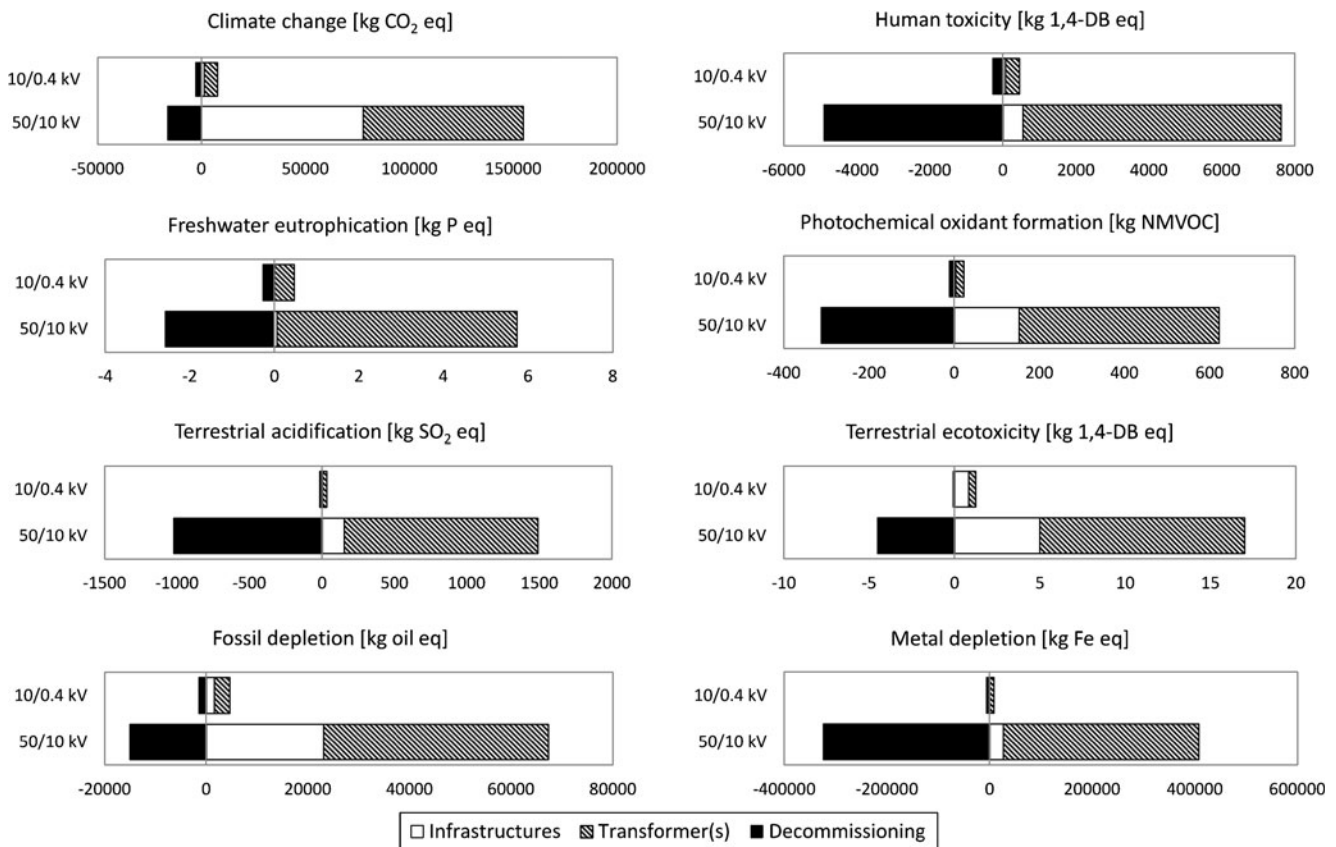 Climate change [kg CO₂ eq]
10/0.4 kV
50/10 kV
-50000 0 50000 100000 150000 200000
Human toxicity [kg 1,4-DB eq]
10/0.4 kV
50/10 kV
-6000 -4000 -2000 0 2000 4000 6000 8000
Freshwater eutrophication [kg P eq]
10/0.4 kV
50/10 kV
-4 -2 0 2 4 6 8
Photochemical oxidant formation [kg NMVOC]
10/0.4 kV
50/10 kV
-400 -200 0 200 400 600 800
Terrestrial acidification [kg SO₂ eq]
10/0.4 kV
50/10 kV
-1500 -1000 -500 0 500 1000 1500 2000
Terrestrial ecotoxicity [kg 1,4-DB eq]
10/0.4 kV
50/10 kV
-10 -5 0 5 10 15 20
Fossil depletion [kg oil eq]
10/0.4 kV
50/10 kV
-20000 0 20000 40000 60000 80000
Metal depletion [kg Fe eq]
10/0.4 kV
50/10 kV
-400000 -200000 0 200000 400000 600000
Infrastructures Transformer(s) Decommissioning